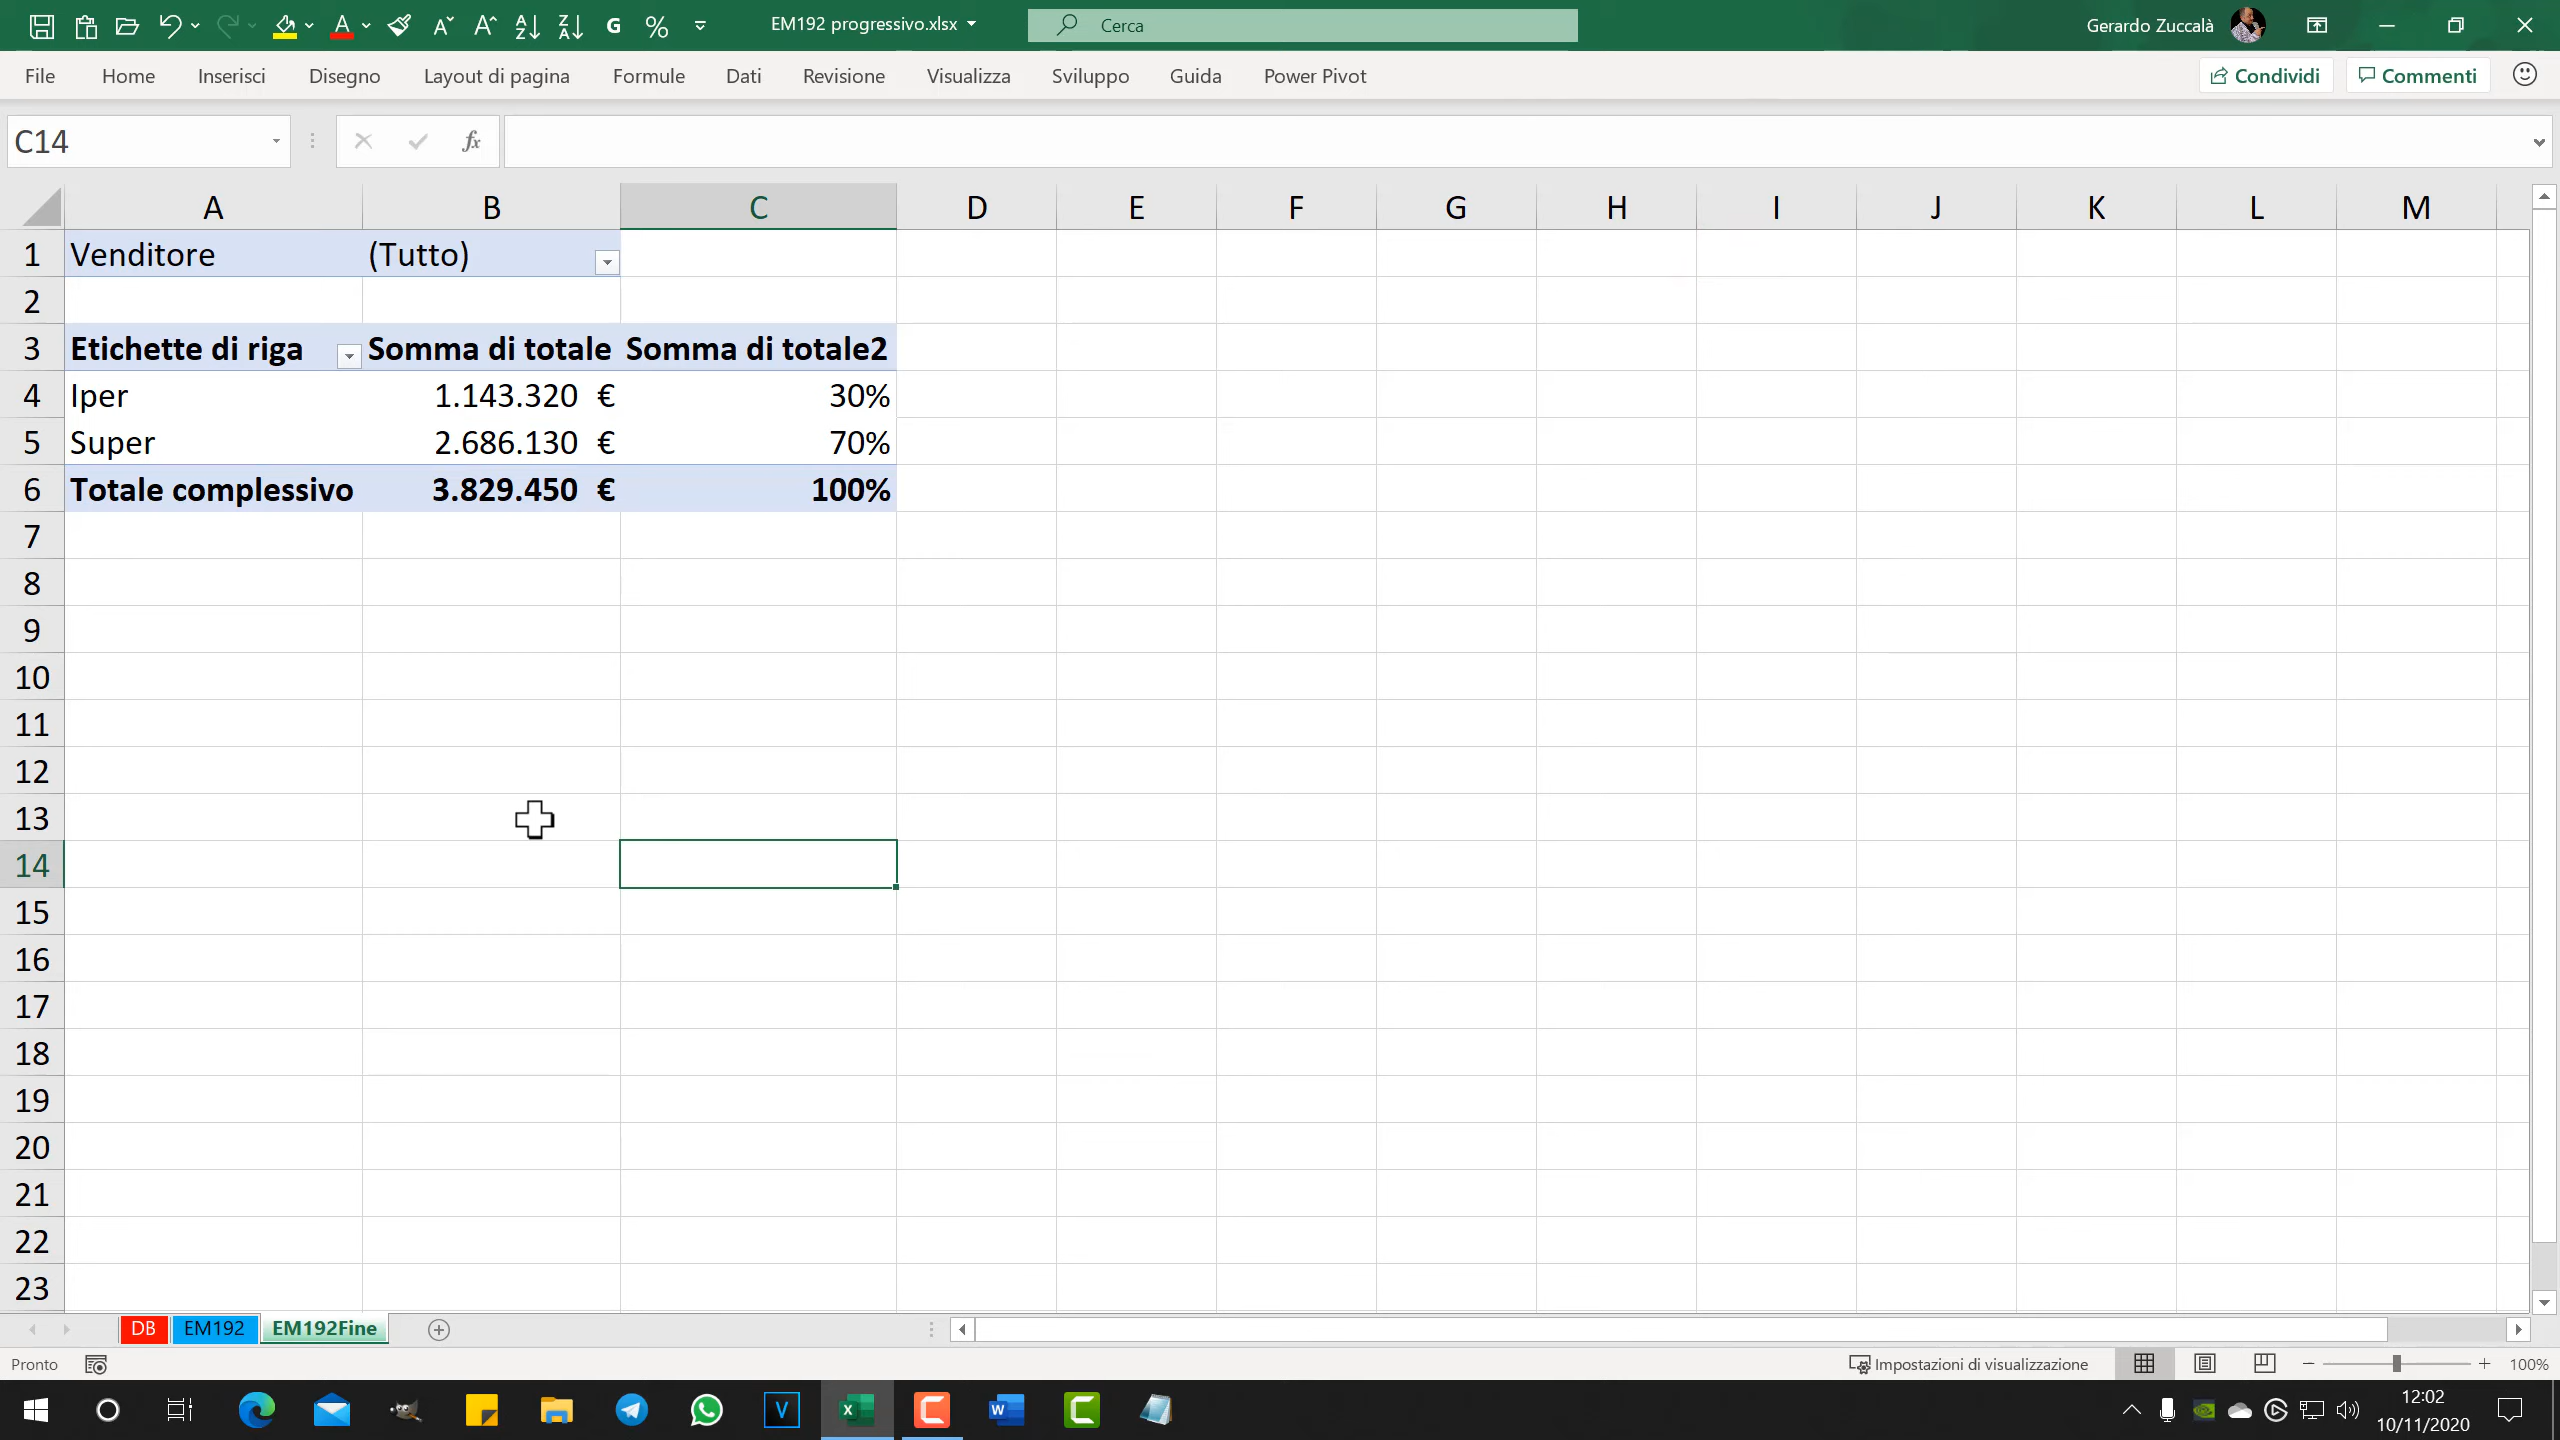 G % EM192 progressivo.xlsx Cerca Gerardo Zuccalà
File Home Inserisci Disegno Layout di pagina Formule Dati Revisione Visualizza Sviluppo Guida Power Pivot Condividi Commenti
C14 fx
A B C D E F G H I J K L M
1 Venditore (Tutto)
2
3 Etichette di riga Somma di totale Somma di totale2
4 Iper 1.143.320 € 30%
5 Super 2.686.130 € 70%
6 Totale complessivo 3.829.450 € 100%
7
8
9
10
11
12
13
14
15
16
17
18
19
20
21
22
23
DB EM192 EM192Fine
Pronto Impostazioni di visualizzazione 100%
12:02
10/11/2020